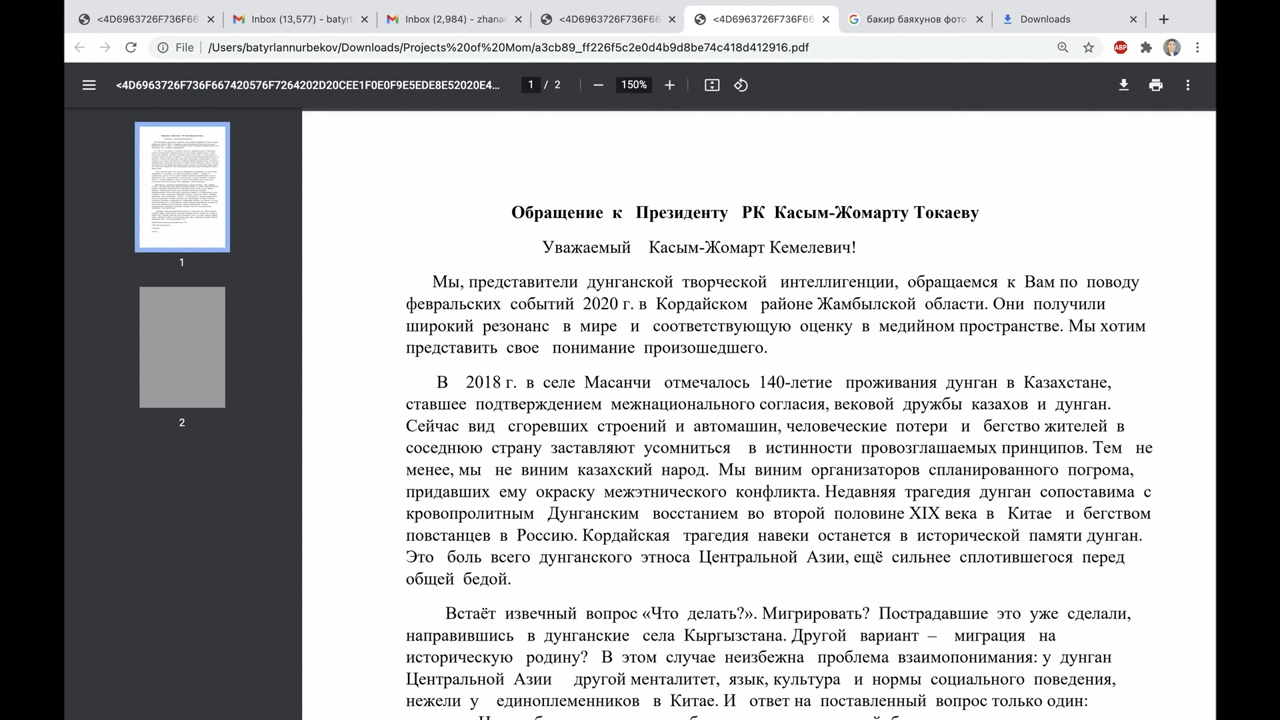 <4D6963726F736F66
Inbox (13,577) - batyrl
Inbox (2,984) - zhanar
<4D6963726F736F66
<4D6963726F736F66
бакир баяхунов фото
Downloads
File /Users/batyrlannurbekov/Downloads/Projects%20of%20Mom/a3cb89_ff226f5c2e0d4b9d8be74c418d412916.pdf
ABP
<4D6963726F736F667420576F7264202D20CEE1F0E0F9E5EDE8E52020E4...
1 / 2
150%
1
2
Обращение к Президенту РК Касым-Жомарту Токаеву
Уважаемый Касым-Жомарт Кемелевич!
Мы, представители дунганской творческой интеллигенции, обращаемся к Вам по поводу
февральских событий 2020 г. в Кордайском районе Жамбылской области. Они получили
широкий резонанс в мире и соответствующую оценку в медийном пространстве. Мы хотим
представить свое понимание произошедшего.
В 2018 г. в селе Масанчи отмечалось 140-летие проживания дунган в Казахстане,
ставшее подтверждением межнационального согласия, вековой дружбы казахов и дунган.
Сейчас вид сгоревших строений и автомашин, человеческие потери и бегство жителей в
соседнюю страну заставляют усомниться в истинности провозглашаемых принципов. Тем не
менее, мы не виним казахский народ. Мы виним организаторов спланированного погрома,
придавших ему окраску межэтнического конфликта. Недавняя трагедия дунган сопоставима с
кровопролитным Дунганским восстанием во второй половине XIX века в Китае и бегством
повстанцев в Россию. Кордайская трагедия навеки останется в исторической памяти дунган.
Это боль всего дунганского этноса Центральной Азии, ещё сильнее сплотившегося перед
общей бедой.
Встаёт извечный вопрос «Что делать?». Мигрировать? Пострадавшие это уже сделали,
направившись в дунганские села Кыргызстана. Другой вариант – миграция на
историческую родину? В этом случае неизбежна проблема взаимопонимания: у дунган
Центральной Азии другой менталитет, язык, культура и нормы социального поведения,
нежели у единоплеменников в Китае. И ответ на поставленный вопрос только один: